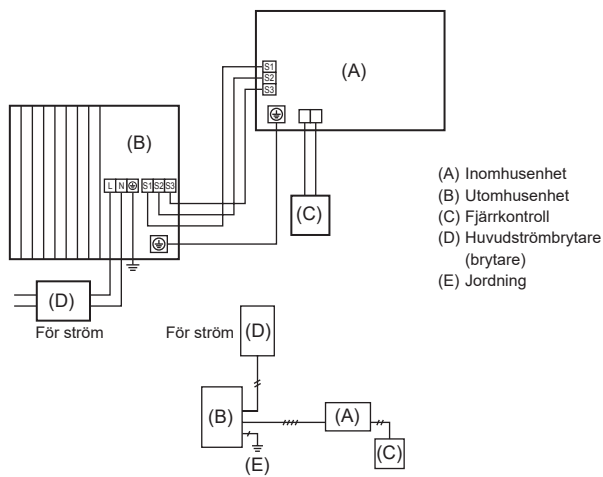 (A)
S1
S2
S3
(B)
L N S1 S2 S3
(C)
(D)
För ström
(A) Inomhusenhet
(B) Utomhusenhet
(C) Fjärrkontroll
(D) Huvudströmbrytare
(brytare)
(E) Jordning
För ström (D)
(B)
(A)
(E)
(C)